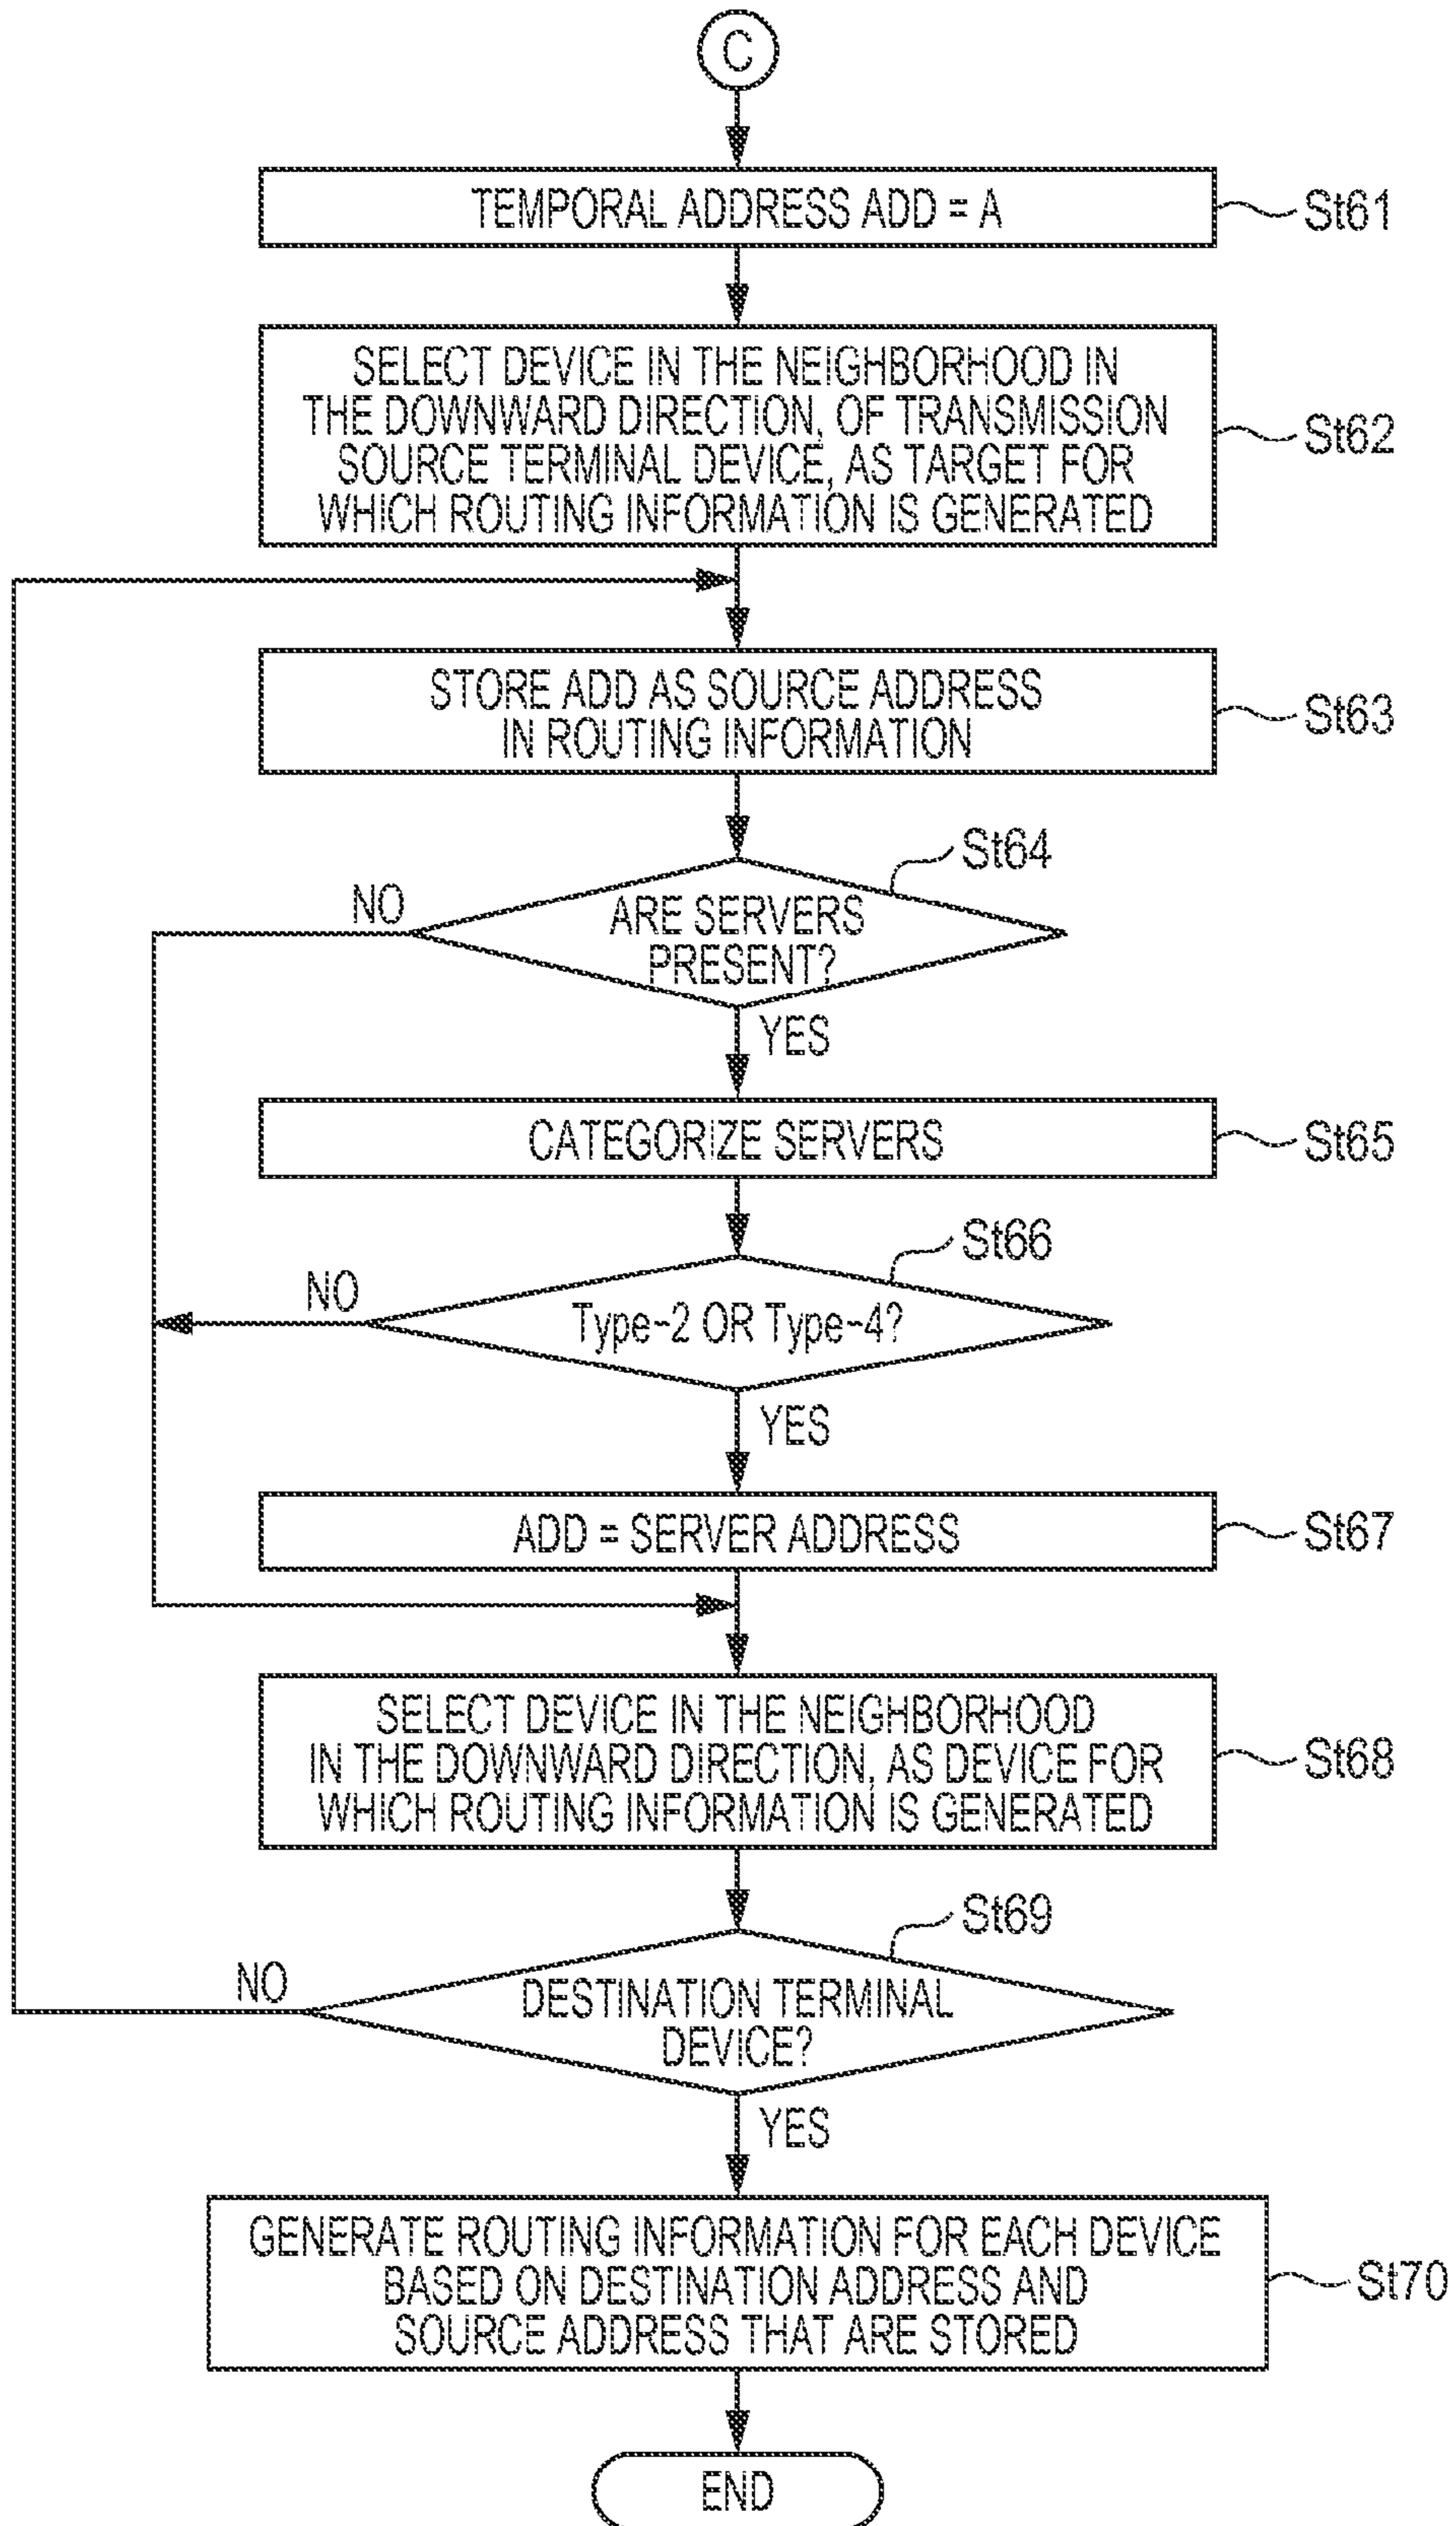 C
TEMPORAL ADDRESS ADD = A
St61
SELECT DEVICE IN THE NEIGHBORHOOD IN
THE DOWNWARD DIRECTION, OF TRANSMISSION
SOURCE TERMINAL DEVICE, AS TARGET FOR
WHICH ROUTING INFORMATION IS GENERATED
St62
STORE ADD AS SOURCE ADDRESS
IN ROUTING INFORMATION
St63
St64
NO
ARE SERVERS
PRESENT?
YES
CATEGORIZE SERVERS
St65
St66
NO
Type-2 OR Type-4?
YES
ADD = SERVER ADDRESS
St67
SELECT DEVICE IN THE NEIGHBORHOOD
IN THE DOWNWARD DIRECTION, AS DEVICE FOR
WHICH ROUTING INFORMATION IS GENERATED
St68
St69
NO
DESTINATION TERMINAL
DEVICE?
YES
GENERATE ROUTING INFORMATION FOR EACH DEVICE
BASED ON DESTINATION ADDRESS AND
SOURCE ADDRESS THAT ARE STORED
St70
END